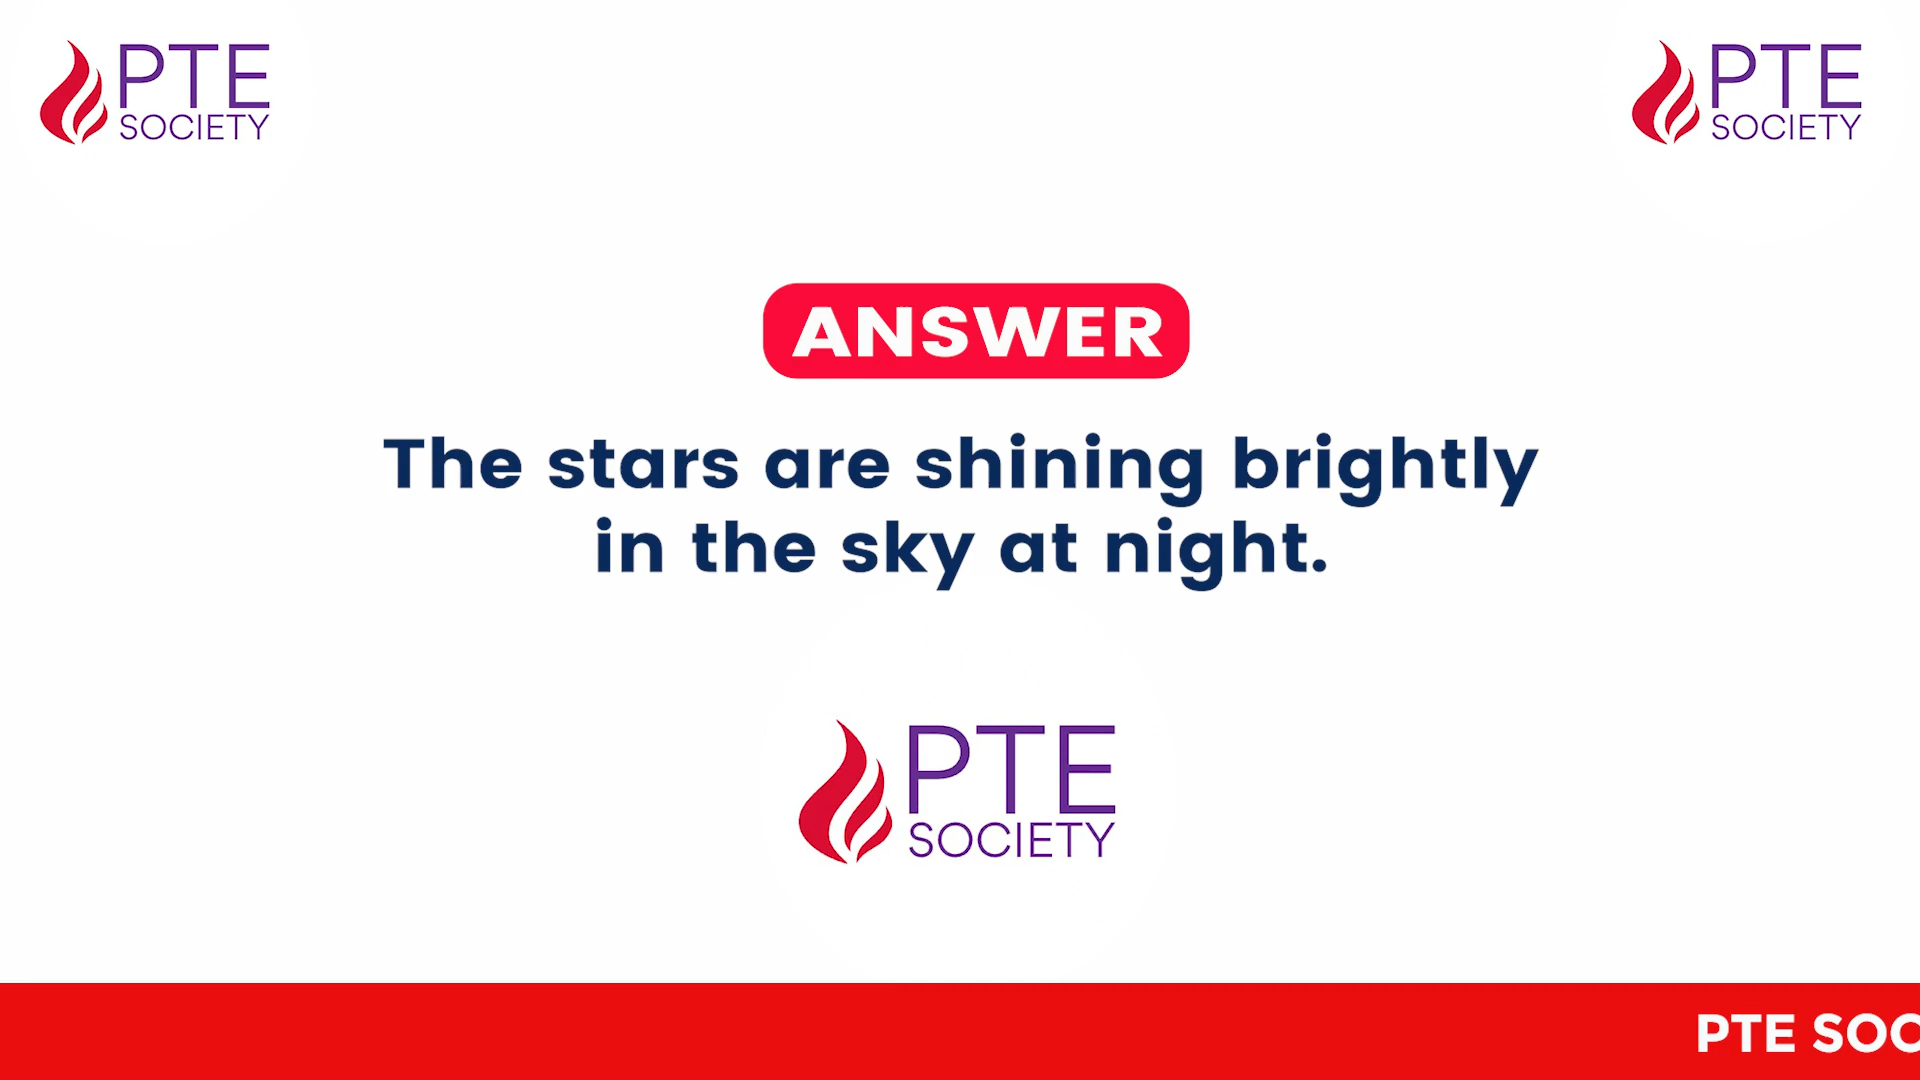 PTE
SOCIETY
PTE
SOCIETY
ANSWER
The stars are shining brightly
in the sky at night.
PTE
SOCIETY
PTE SOC